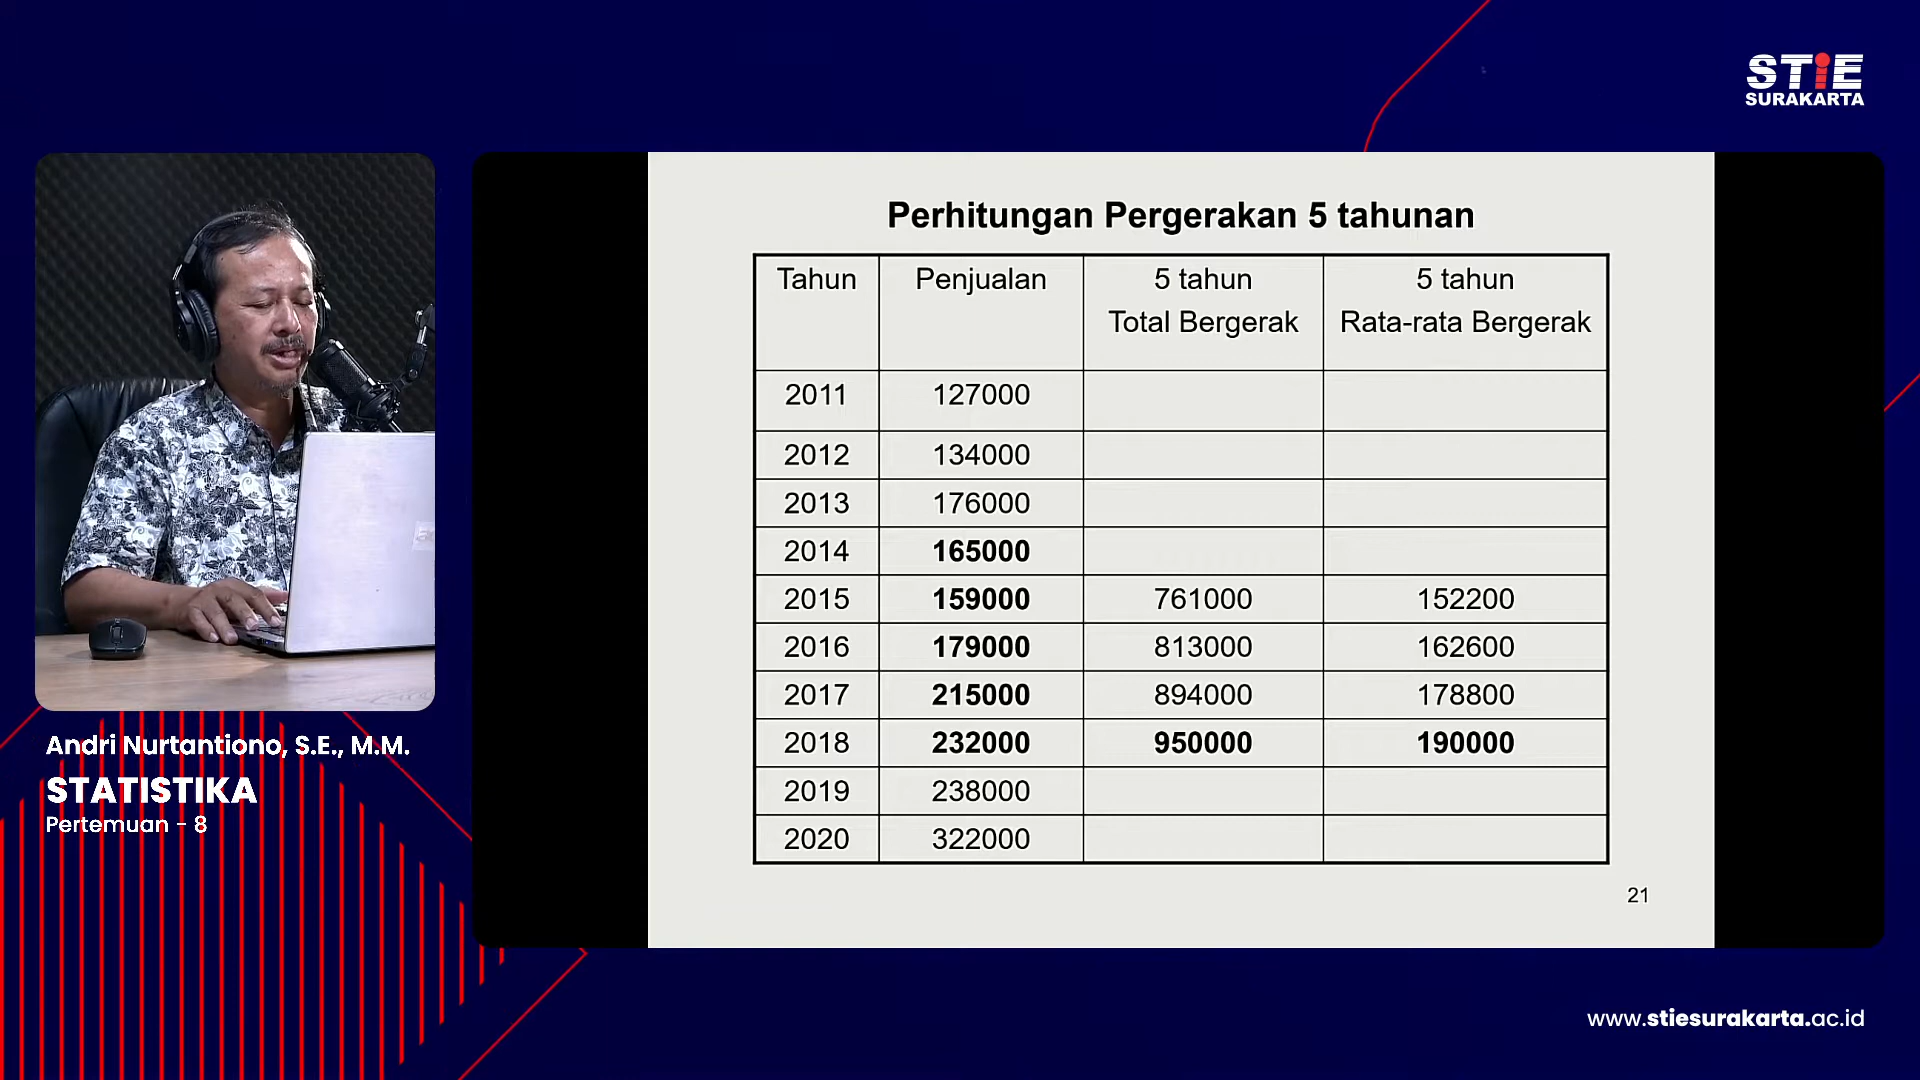 STiE
SURAKARTA
Perhitungan Pergerakan 5 tahunan
Tahun Penjualan 5 tahun Total Bergerak 5 tahun Rata-rata Bergerak
2011 127000
2012 134000
2013 176000
2014 165000
2015 159000 761000 152200
2016 179000 813000 162600
2017 215000 894000 178800
2018 232000 950000 190000
2019 238000
2020 322000
21
Andri Nurtantiono, S.E., M.M.
STATISTIKA
Pertemuan - 8
www.stiesurakarta.ac.id